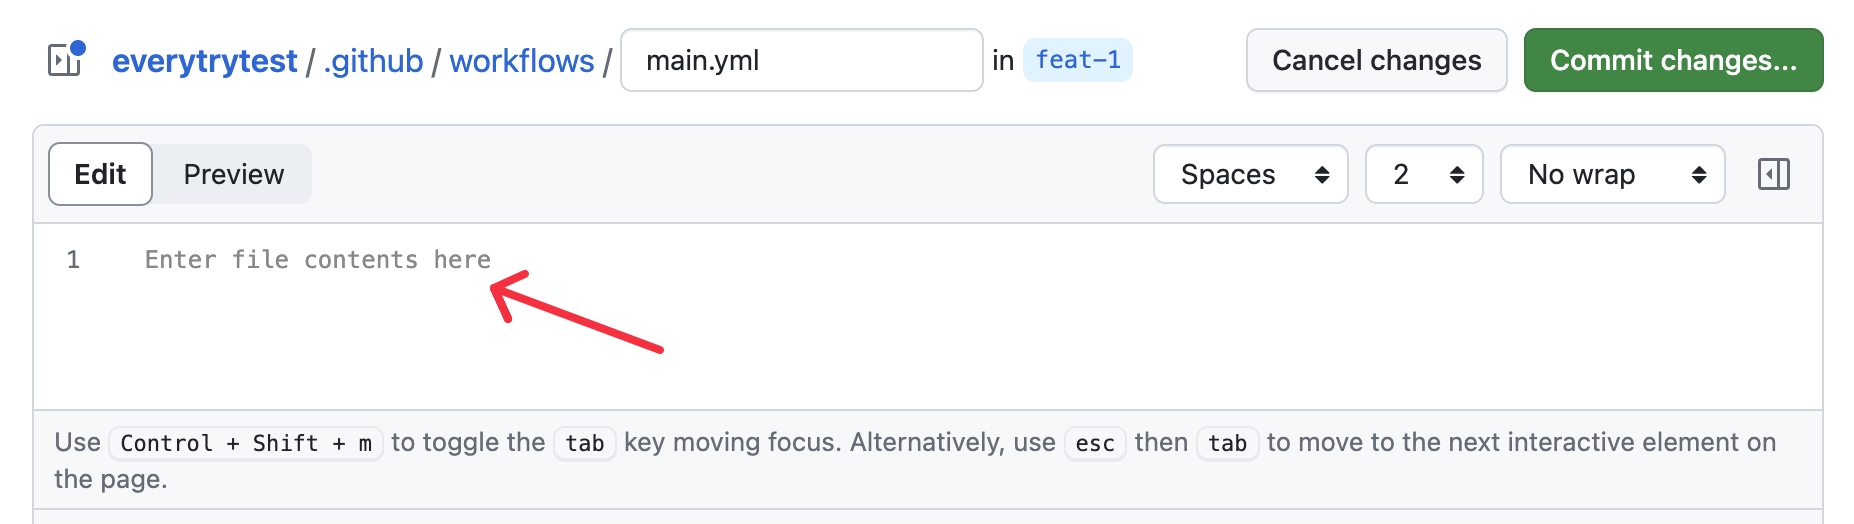 everytrytest / .github / workflows / main.yml in feat-1 Cancel changes Commit changes...
Edit Preview Spaces 2 No wrap
1 Enter file contents here
Use Control + Shift + m to toggle the tab key moving focus. Alternatively, use esc then tab to move to the next interactive element on
the page.